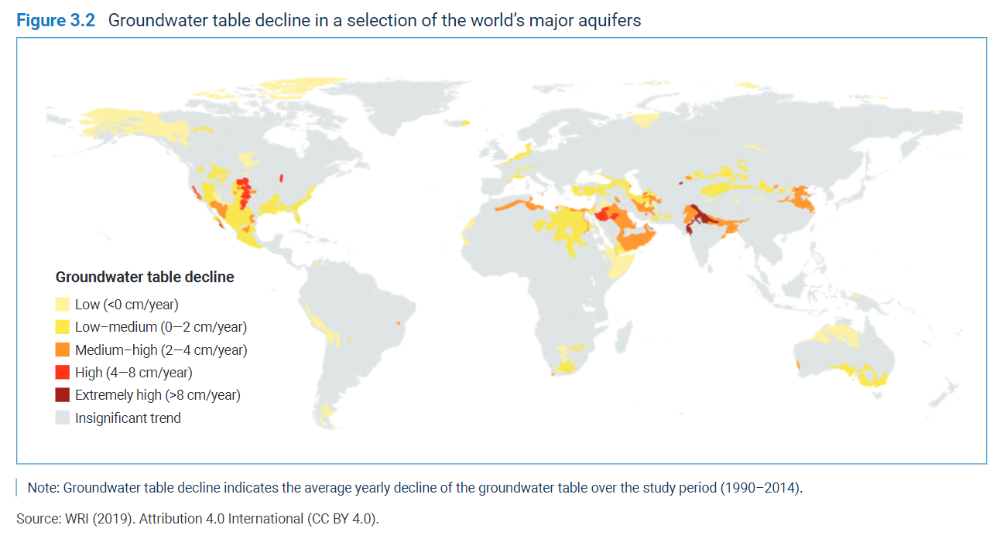 Figure 3.2 Groundwater table decline in a selection of the world’s major aquifers
Groundwater table decline
Low (<0 cm/year)
Low–medium (0—2 cm/year)
Medium–high (2—4 cm/year)
High (4—8 cm/year)
Extremely high (>8 cm/year)
Insignificant trend
Note: Groundwater table decline indicates the average yearly decline of the groundwater table over the study period (1990–2014).
Source: WRI (2019). Attribution 4.0 International (CC BY 4.0).